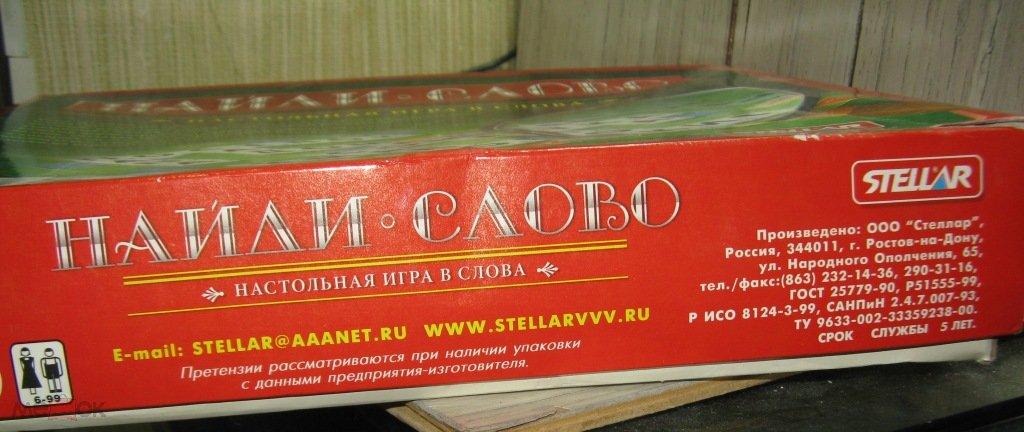 НАЙДИ·СЛОВО
НАЙДИ·СЛОВО
НАСТОЛЬНАЯ ИГРА В СЛОВА
E-mail: STELLAR@AAANET.RU WWW.STELLARVVV.RU
Претензии рассматриваются при наличии упаковки
с данными предприятия-изготовителя.
6-99
STELLAR
Произведено: ООО "Стеллар",
Россия, 344011, г. Ростов-на-Дону,
ул. Народного Ополчения, 65,
тел./факс:(863) 232-14-36, 290-31-16,
ГОСТ 25779-90, Р51555-99,
Р ИСО 8124-3-99, САНПиН 2.4.7.007-93,
ТУ 9633-002-33359238-00.
СРОК СЛУЖБЫ 5 ЛЕТ.